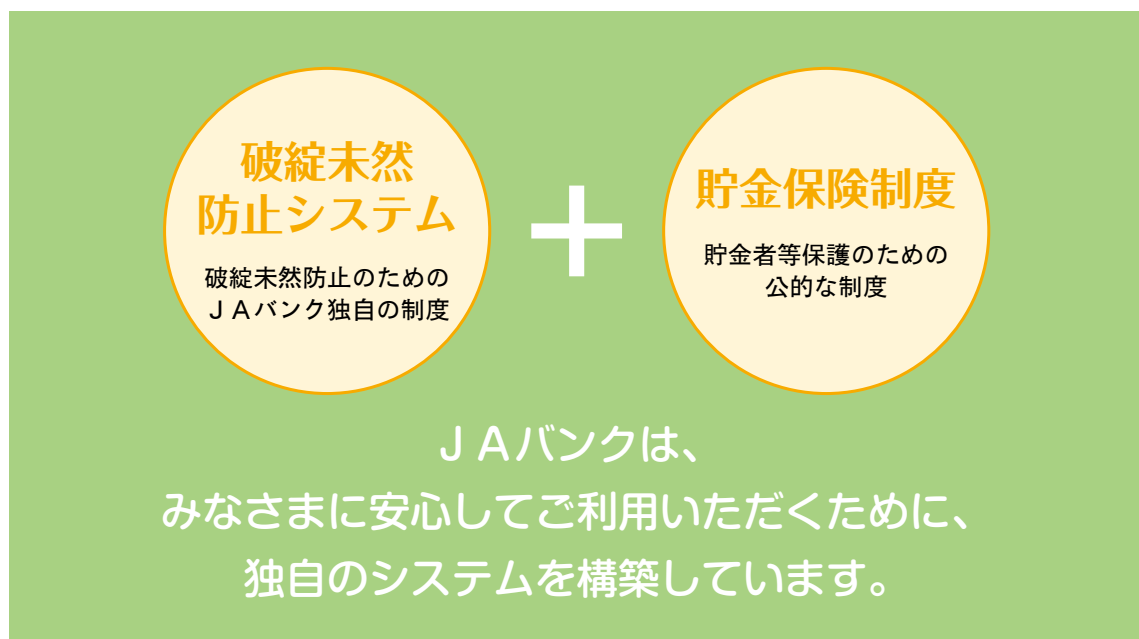 破綻未然
防止システム
破綻未然防止のための
ＪＡバンク独自の制度
＋
貯金保険制度
貯金者等保護のための
公的な制度
ＪＡバンクは、
みなさまに安心してご利用いただくために、
独自のシステムを構築しています。